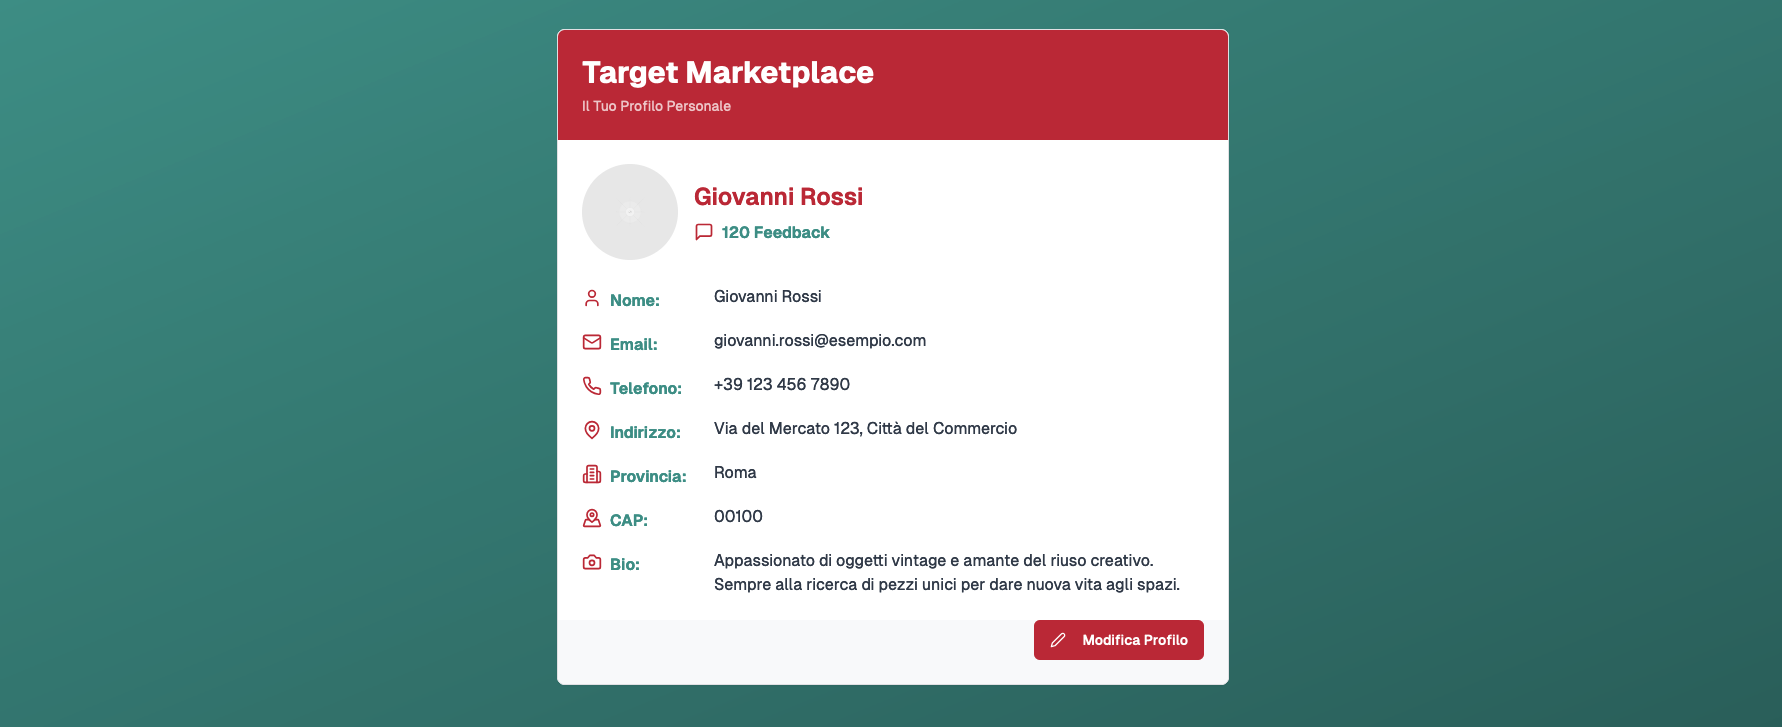 Target Marketplace
Il Tuo Profilo Personale
Giovanni Rossi
120 Feedback
Nome: Giovanni Rossi
Email: giovanni.rossi@esempio.com
Telefono: +39 123 456 7890
Indirizzo: Via del Mercato 123, Città del Commercio
Provincia: Roma
CAP: 00100
Bio: Appassionato di oggetti vintage e amante del riuso creativo.
Sempre alla ricerca di pezzi unici per dare nuova vita agli spazi.
Modifica Profilo